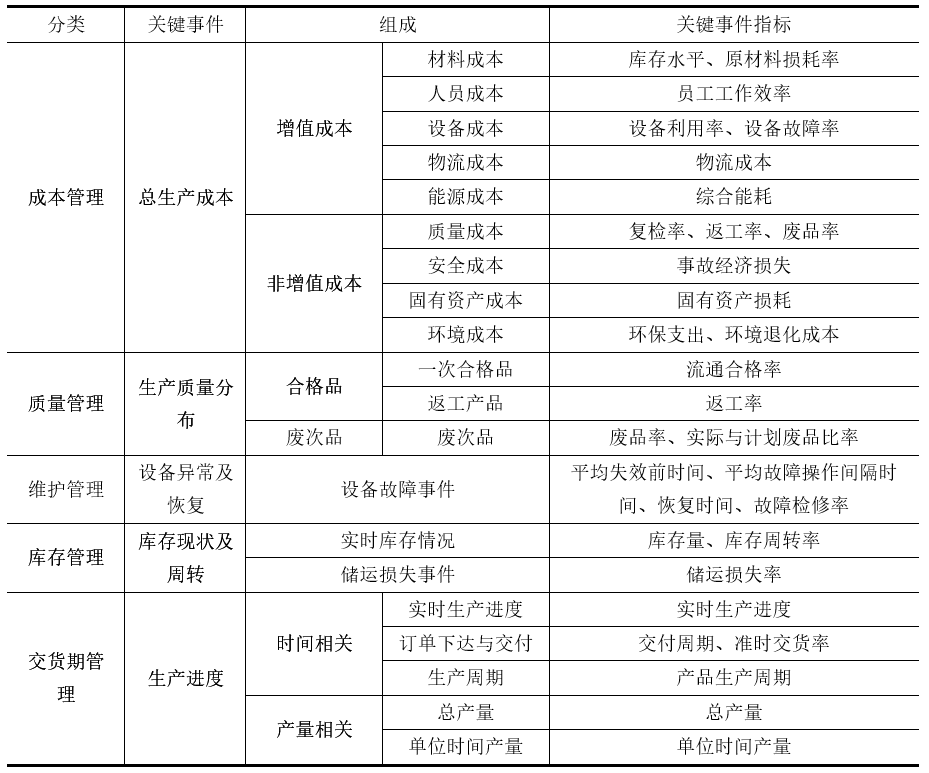 分类 关键事件 组成 关键事件指标
材料成本 库存水平、原材料损耗率
人员成本 员工工作效率
增值成本 设备成本 设备利用率、设备故障率
物流成本 物流成本
成本管理 总生产成本 能源成本 综合能耗
质量成本 复检率、返工率、废品率
安全成本 事故经济损失
非增值成本
固有资产成本 固有资产损耗
环境成本 环保支出、环境退化成本
一次合格品 流通合格率
合格品
质量管理 生产质量分
布
返工产品 返工率
废次品 废次品 废品率、实际与计划废品比率
维护管理 设备异常及
恢复
设备故障事件 平均失效前时间、平均故障操作间隔时
间、恢复时间、故障检修率
库存管理 库存现状及
周转
实时库存情况 库存量、库存周转率
储运损失事件 储运损失率
交货期管
理
生产进度
时间相关
实时生产进度 实时生产进度
订单下达与交付 交付周期、准时交货率
生产周期 产品生产周期
产量相关
总产量 总产量
单位时间产量 单位时间产量